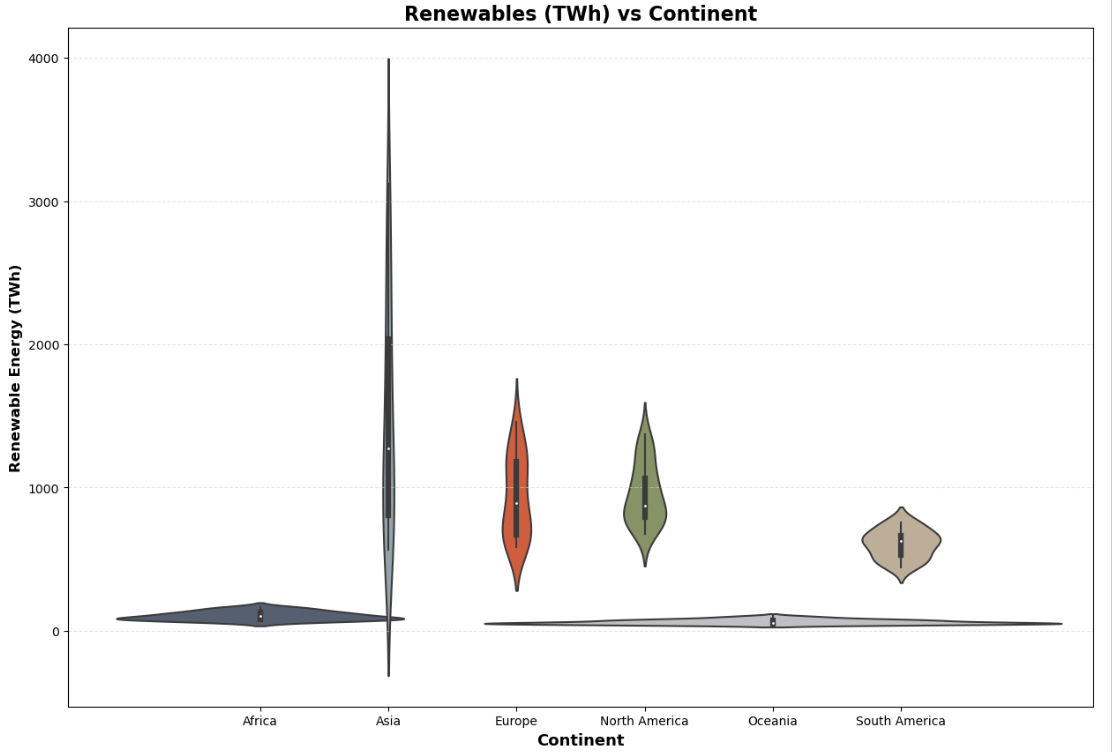 Renewables (TWh) vs Continent
Renewable Energy (TWh)
4000
3000
2000
1000
0
Africa
Asia
Europe
North America
Oceania
South America
Continent